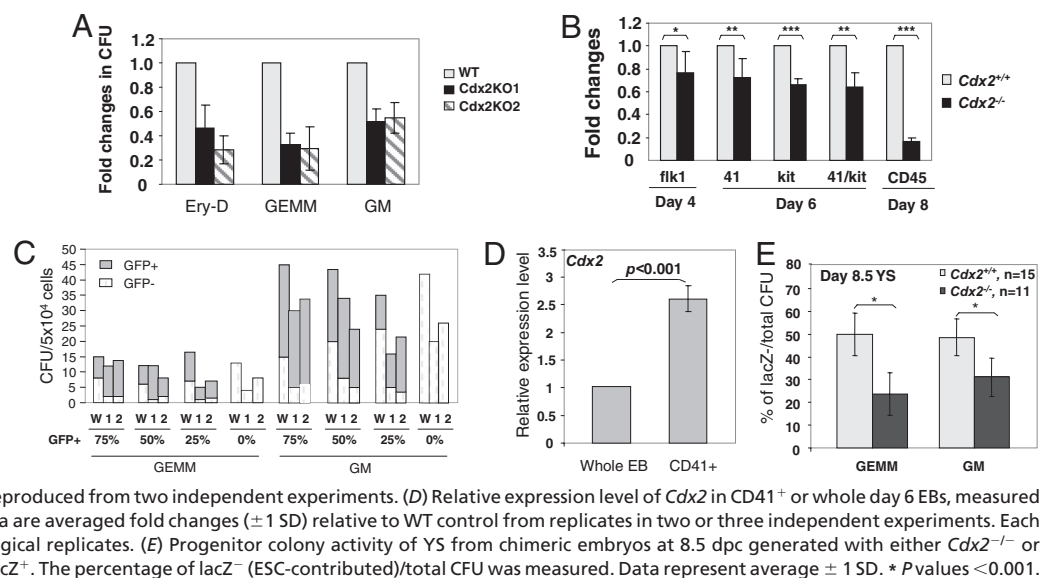 A
Fold changes in CFU
1.2
1
0.8
0.6
0.4
0.2
0
Ery-D GEMM GM
WT
Cdx2KO1
Cdx2KO2
B
Fold changes
1.2
1.0
0.8
0.6
0.4
0.2
0
* ** *** ** ***
flk1 41 kit 41/kit CD45
Day 4 Day 6 Day 8
Cdx2+/+
Cdx2-/-
C
CFU/5x10⁴ cells
50
45
40
35
30
25
20
15
10
5
0
GFP+
GFP-
W 1 2 W 1 2 W 1 2 W 1 2 W 1 2 W 1 2 W 1 2 W 1 2
GFP+ 75% 50% 25% 0% 75% 50% 25% 0%
GEMM GM
D
Relative expression level
3.5
3
2.5
2
1.5
1
0.5
0
Cdx2
p<0.001
Whole EB CD41+
E
% of lacZ-/total CFU
80
70
60
50
40
30
20
10
0
Day 8.5 YS
Cdx2+/+, n=15
Cdx2-/-, n=11
* *
GEMM GM
eproduced from two independent experiments. (D) Relative expression level of Cdx2 in CD41⁺ or whole day 6 EBs, measured
a are averaged fold changes (±1 SD) relative to WT control from replicates in two or three independent experiments. Each
gical replicates. (E) Progenitor colony activity of YS from chimeric embryos at 8.5 dpc generated with either Cdx2⁻/⁻ or
cZ⁺. The percentage of lacZ⁻ (ESC-contributed)/total CFU was measured. Data represent average ± 1 SD. * P values <0.001.